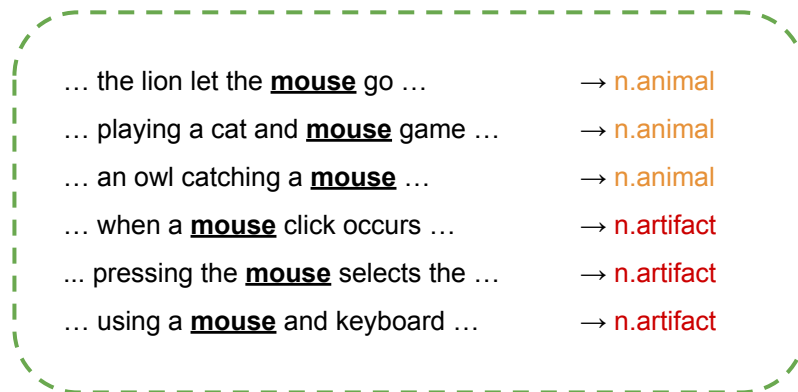 … the lion let the mouse go … → n.animal
… playing a cat and mouse game … → n.animal
… an owl catching a mouse … → n.animal
… when a mouse click occurs … → n.artifact
... pressing the mouse selects the … → n.artifact
… using a mouse and keyboard … → n.artifact